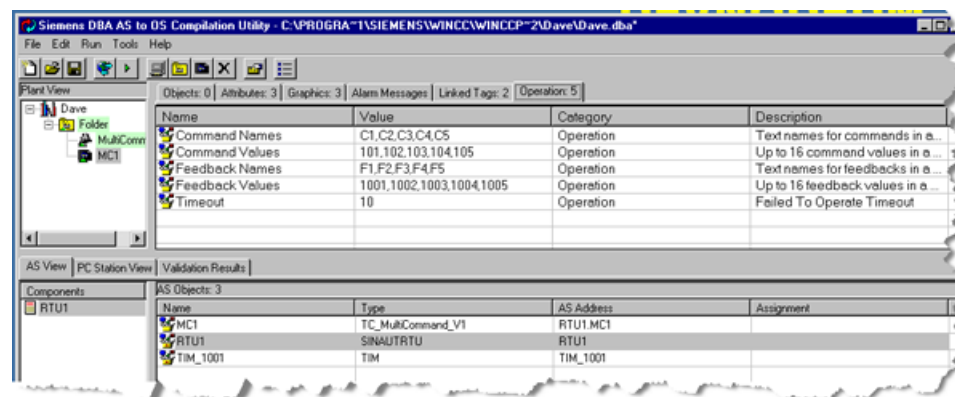 Siemens DBA AS to OS Compilation Utility - C:\PROGRA~1\SIEMENS\WINCC\WINCCP~2\Dave\Dave.dba*
File Edit Run Tools Help
Plant View
Objects: 0 Attributes: 3 Graphics: 3 Alarm Messages Linked Tags: 2 Operation: 5
Dave
Folder
MultiComm
MC1
Name Value Category Description
Command Names C1,C2,C3,C4,C5 Operation Text names for commands in a...
Command Values 101,102,103,104,105 Operation Up to 16 command values in a...
Feedback Names F1,F2,F3,F4,F5 Operation Text names for feedbacks in a...
Feedback Values 1001,1002,1003,1004,1005 Operation Up to 16 feedback values in a...
Timeout 10 Operation Failed To Operate Timeout
AS View PC Station View Validation Results
Components AS Objects: 3
RTU1 Name Type AS Address Assignment
MC1 TC_MultiCommand_V1 RTU1.MC1
RTU1 SINAUTRTU RTU1
TIM_1001 TIM TIM_1001